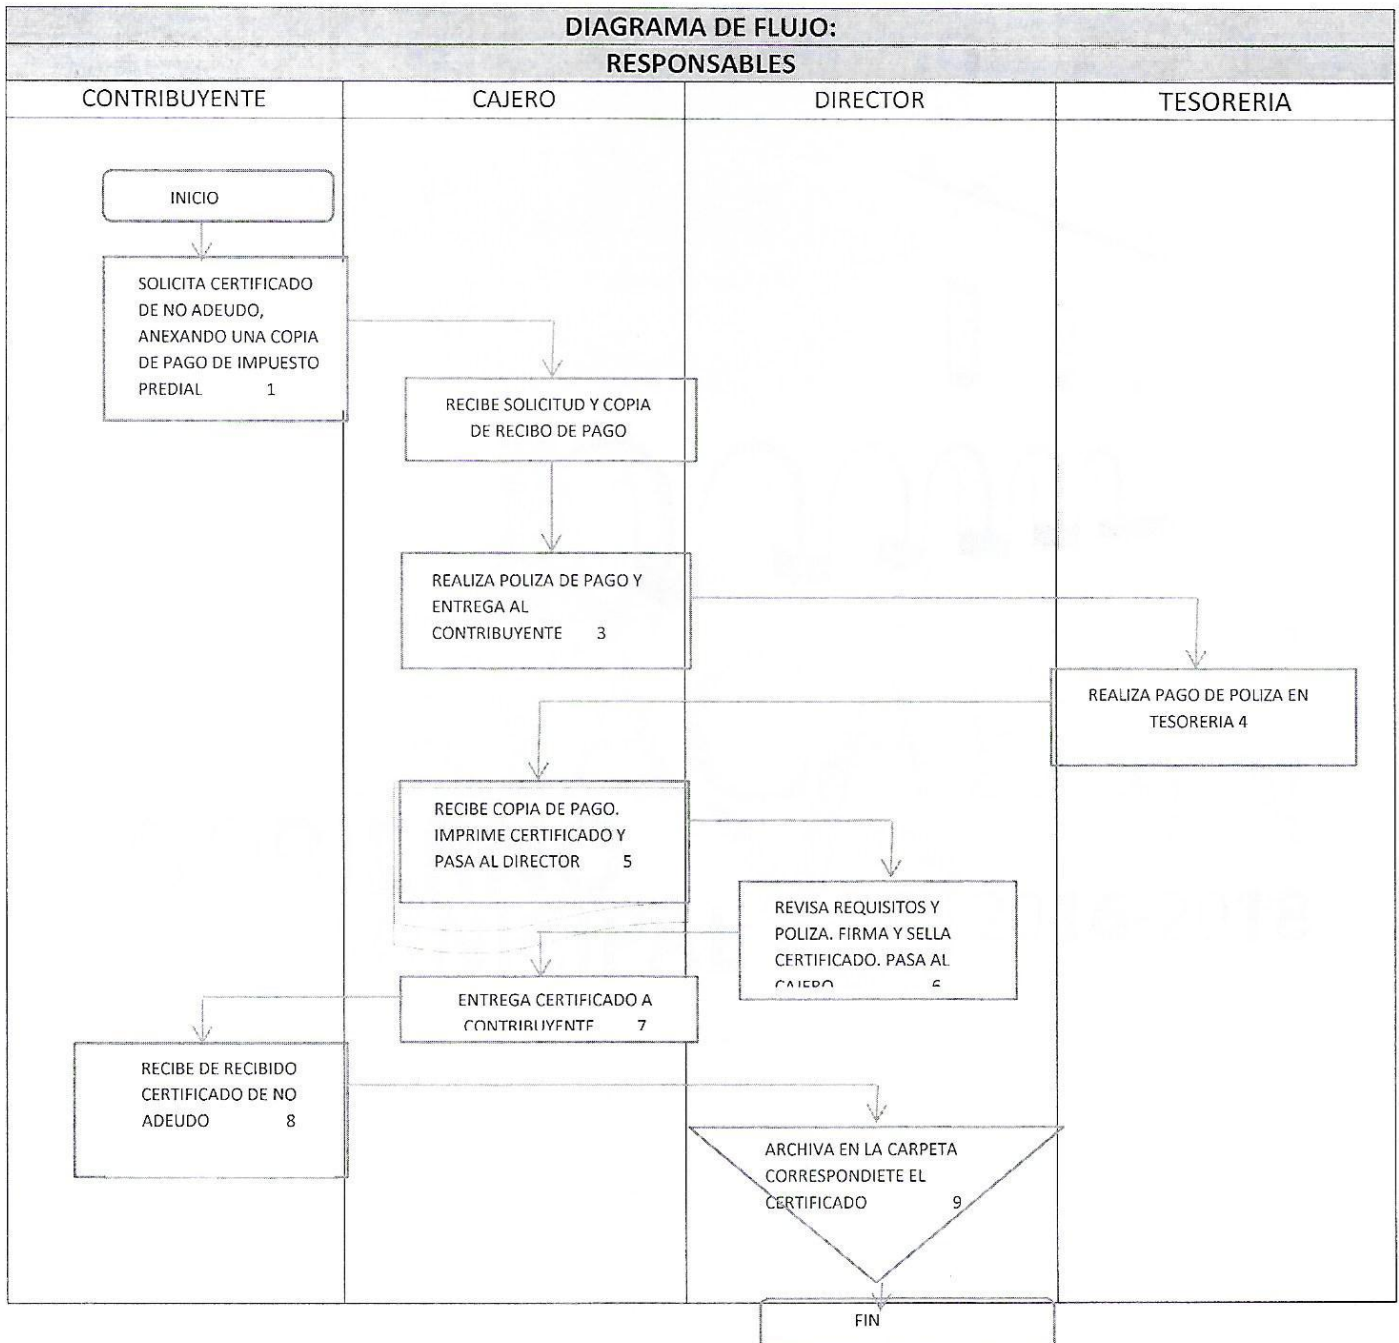 DIAGRAMA DE FLUJO:
RESPONSABLES
CONTRIBUYENTE
CAJERO
DIRECTOR
TESORERIA
INICIO
SOLICITA CERTIFICADO
DE NO ADEUDO,
ANEXANDO UNA COPIA
DE PAGO DE IMPUESTO
PREDIAL 1
RECIBE SOLICITUD Y COPIA
DE RECIBO DE PAGO
REALIZA POLIZA DE PAGO Y
ENTREGA AL
CONTRIBUYENTE 3
REALIZA PAGO DE POLIZA EN
TESORERIA 4
RECIBE COPIA DE PAGO.
IMPRIME CERTIFICADO Y
PASA AL DIRECTOR 5
REVISA REQUISITOS Y
POLIZA. FIRMA Y SELLA
CERTIFICADO. PASA AL
CAJERO 6
ENTREGA CERTIFICADO A
CONTRIBUYENTE 7
RECIBE DE RECIBIDO
CERTIFICADO DE NO
ADEUDO 8
ARCHIVA EN LA CARPETA
CORRESPONDIETE EL
CERTIFICADO 9
FIN